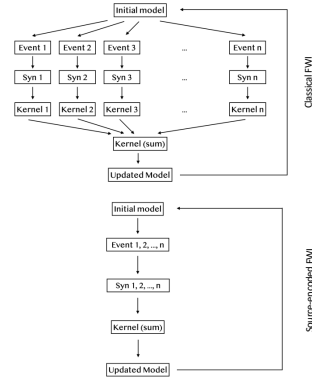 Initial model
Event 1 Event 2 Event 3 ... Event n
Syn 1 Syn 2 Syn 3 ... Syn n
Kernel 1 Kernel 2 Kernel 3 ... Kernel n
Kernel (sum)
Updated Model
Classical FWI
Initial model
Event 1, 2, ..., n
Syn 1, 2, ..., n
Kernel (sum)
Updated Model
Source-encoded FWI